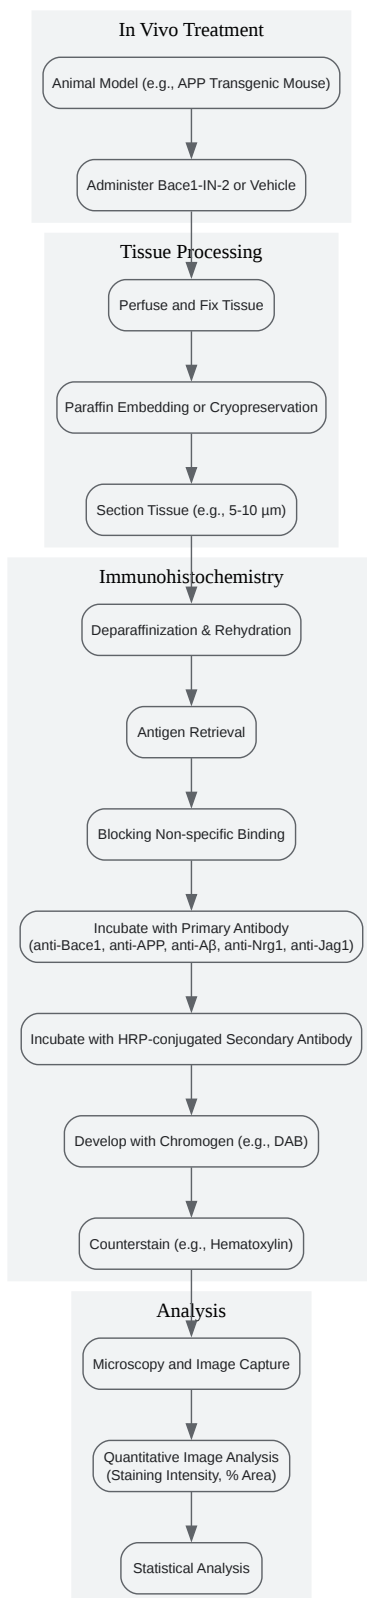 In Vivo Treatment
Animal Model (e.g., APP Transgenic Mouse)
Administer Bace1-IN-2 or Vehicle
Tissue Processing
Perfuse and Fix Tissue
Paraffin Embedding or Cryopreservation
Section Tissue (e.g., 5-10 µm)
Immunohistochemistry
Deparaffinization & Rehydration
Antigen Retrieval
Blocking Non-specific Binding
Incubate with Primary Antibody
(anti-Bace1, anti-APP, anti-Aβ, anti-Nrg1, anti-Jag1)
Incubate with HRP-conjugated Secondary Antibody
Develop with Chromogen (e.g., DAB)
Counterstain (e.g., Hematoxylin)
Analysis
Microscopy and Image Capture
Quantitative Image Analysis
(Staining Intensity, % Area)
Statistical Analysis